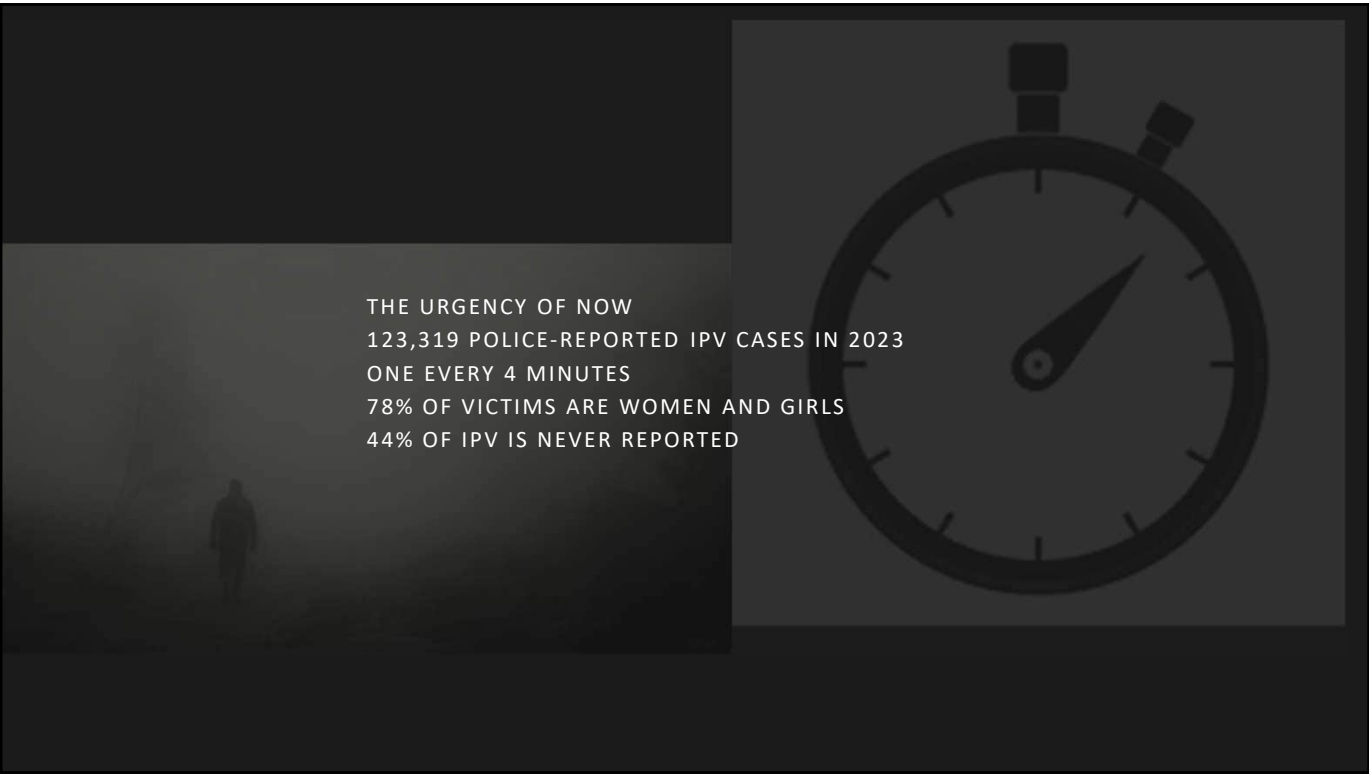 THE URGENCY OF NOW
123,319 POLICE-REPORTED IPV CASES IN 2023
ONE EVERY 4 MINUTES
78% OF VICTIMS ARE WOMEN AND GIRLS
44% OF IPV IS NEVER REPORTED